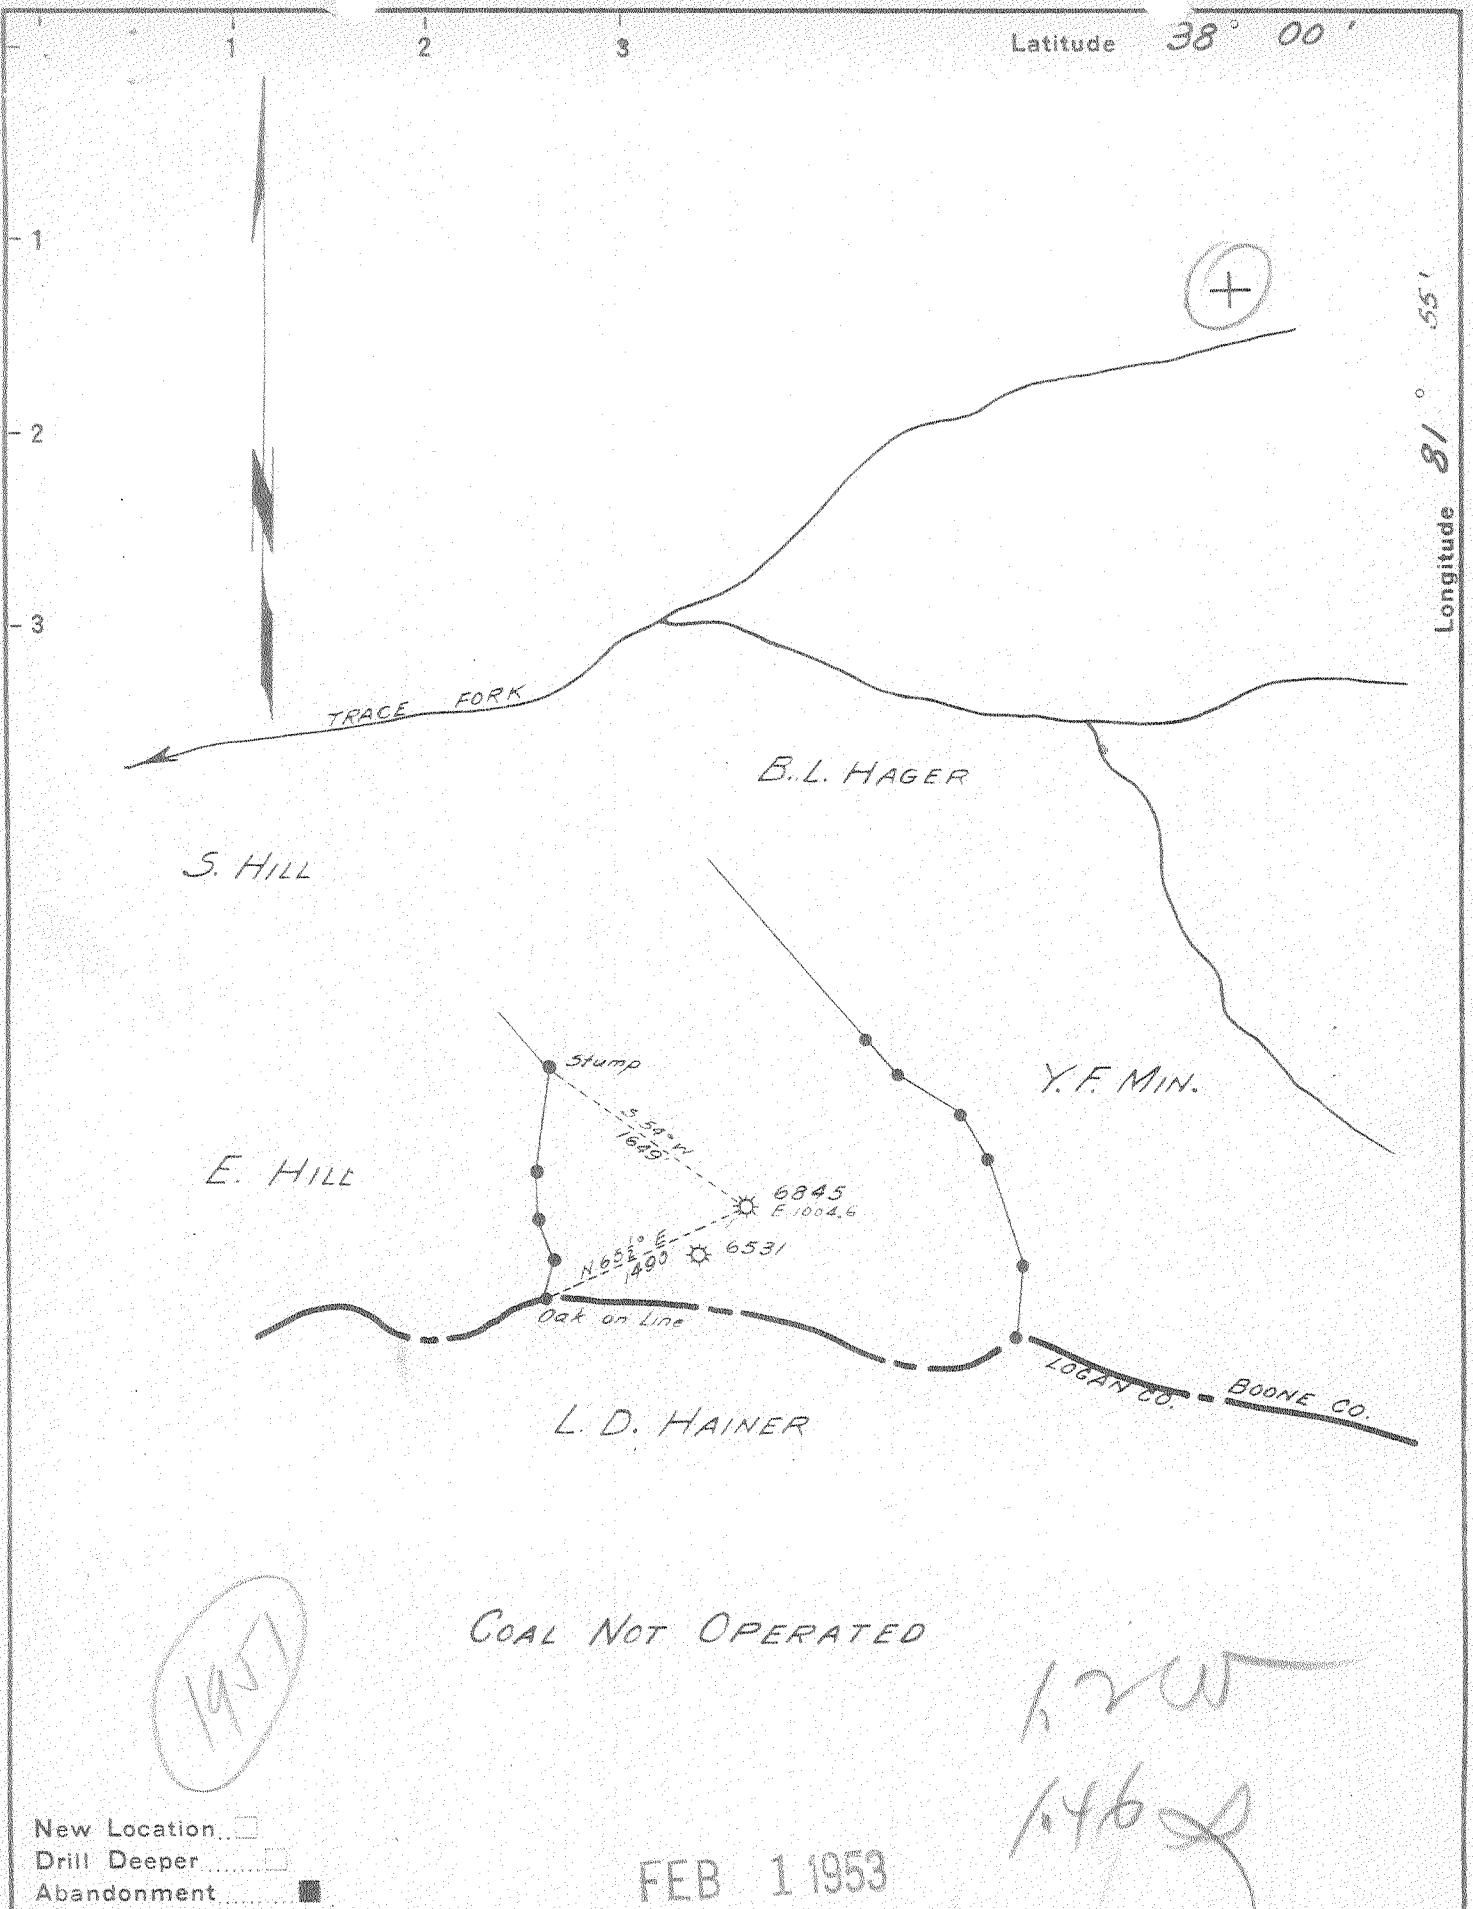 1 2 3 Latitude 38° 00'
1
2
3
Longitude 81° 55'
TRACE FORK
B.L. HAGER
S. HILL
Stump
Y.F. MIN.
S 54° W
1649'
E. HILL
6845
E. 1004.6
N 65½° E
1490
6531
Oak on Line
LOGAN CO.
BOONE CO.
L. D. HAINER
COAL NOT OPERATED
1951
1.46 S
New Location
Drill Deeper
Abandonment
FEB 1 1953